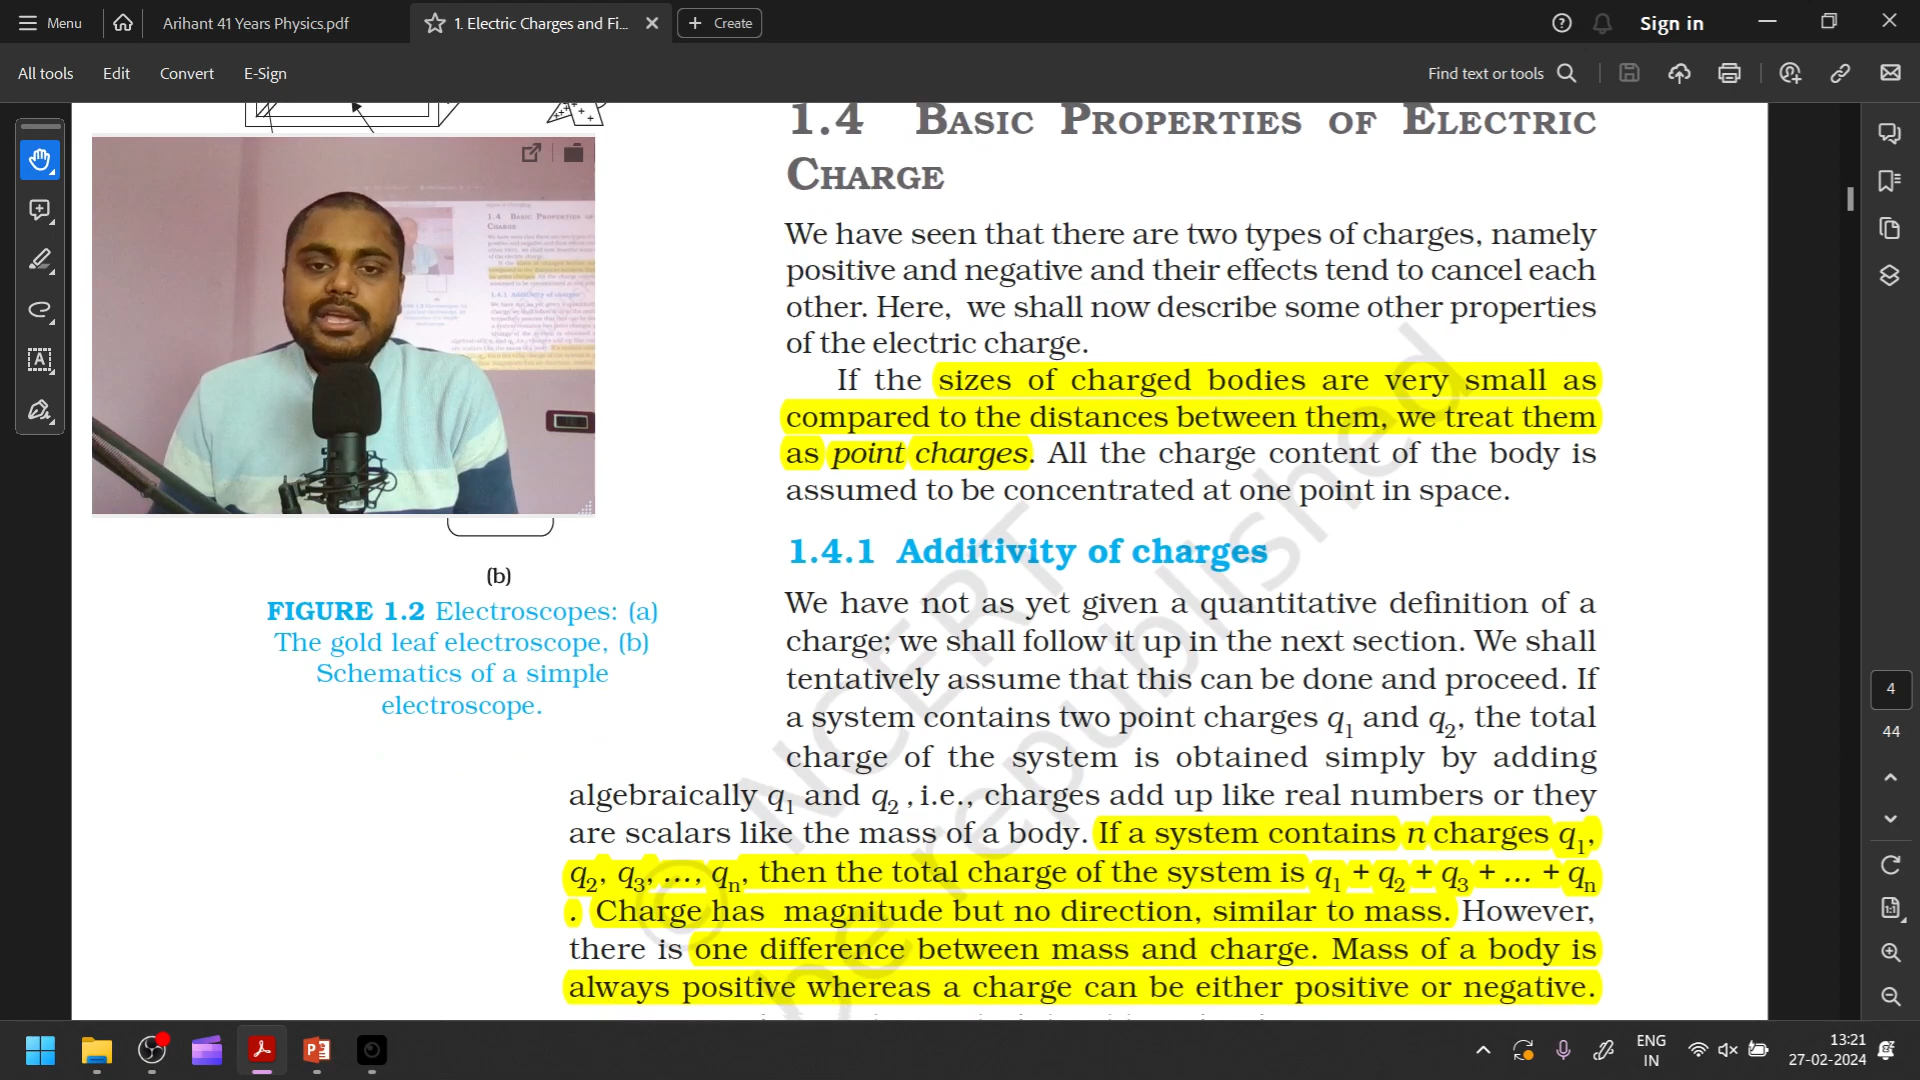 Menu
Arihant 41 Years Physics.pdf
1. Electric Charges and Fi...
Create
Sign in
All tools
Edit
Convert
E-Sign
Find text or tools
1.4 BASIC PROPERTIES OF ELECTRIC
CHARGE
We have seen that there are two types of charges, namely
positive and negative and their effects tend to cancel each
other. Here, we shall now describe some other properties
of the electric charge.
If the sizes of charged bodies are very small as
compared to the distances between them, we treat them
as point charges. All the charge content of the body is
assumed to be concentrated at one point in space.
1.4.1 Additivity of charges
We have not as yet given a quantitative definition of a
charge; we shall follow it up in the next section. We shall
tentatively assume that this can be done and proceed. If
a system contains two point charges q1 and q2, the total
charge of the system is obtained simply by adding
algebraically q1 and q2 , i.e., charges add up like real numbers or they
are scalars like the mass of a body. If a system contains n charges q1,
q2, q3, ..., qn, then the total charge of the system is q1 + q2 + q3 + ... + qn
. Charge has magnitude but no direction, similar to mass. However,
there is one difference between mass and charge. Mass of a body is
always positive whereas a charge can be either positive or negative.
(b)
FIGURE 1.2 Electroscopes: (a)
The gold leaf electroscope, (b)
Schematics of a simple
electroscope.
© NCERT
be republished
4
44
ENG
IN
13:21
27-02-2024